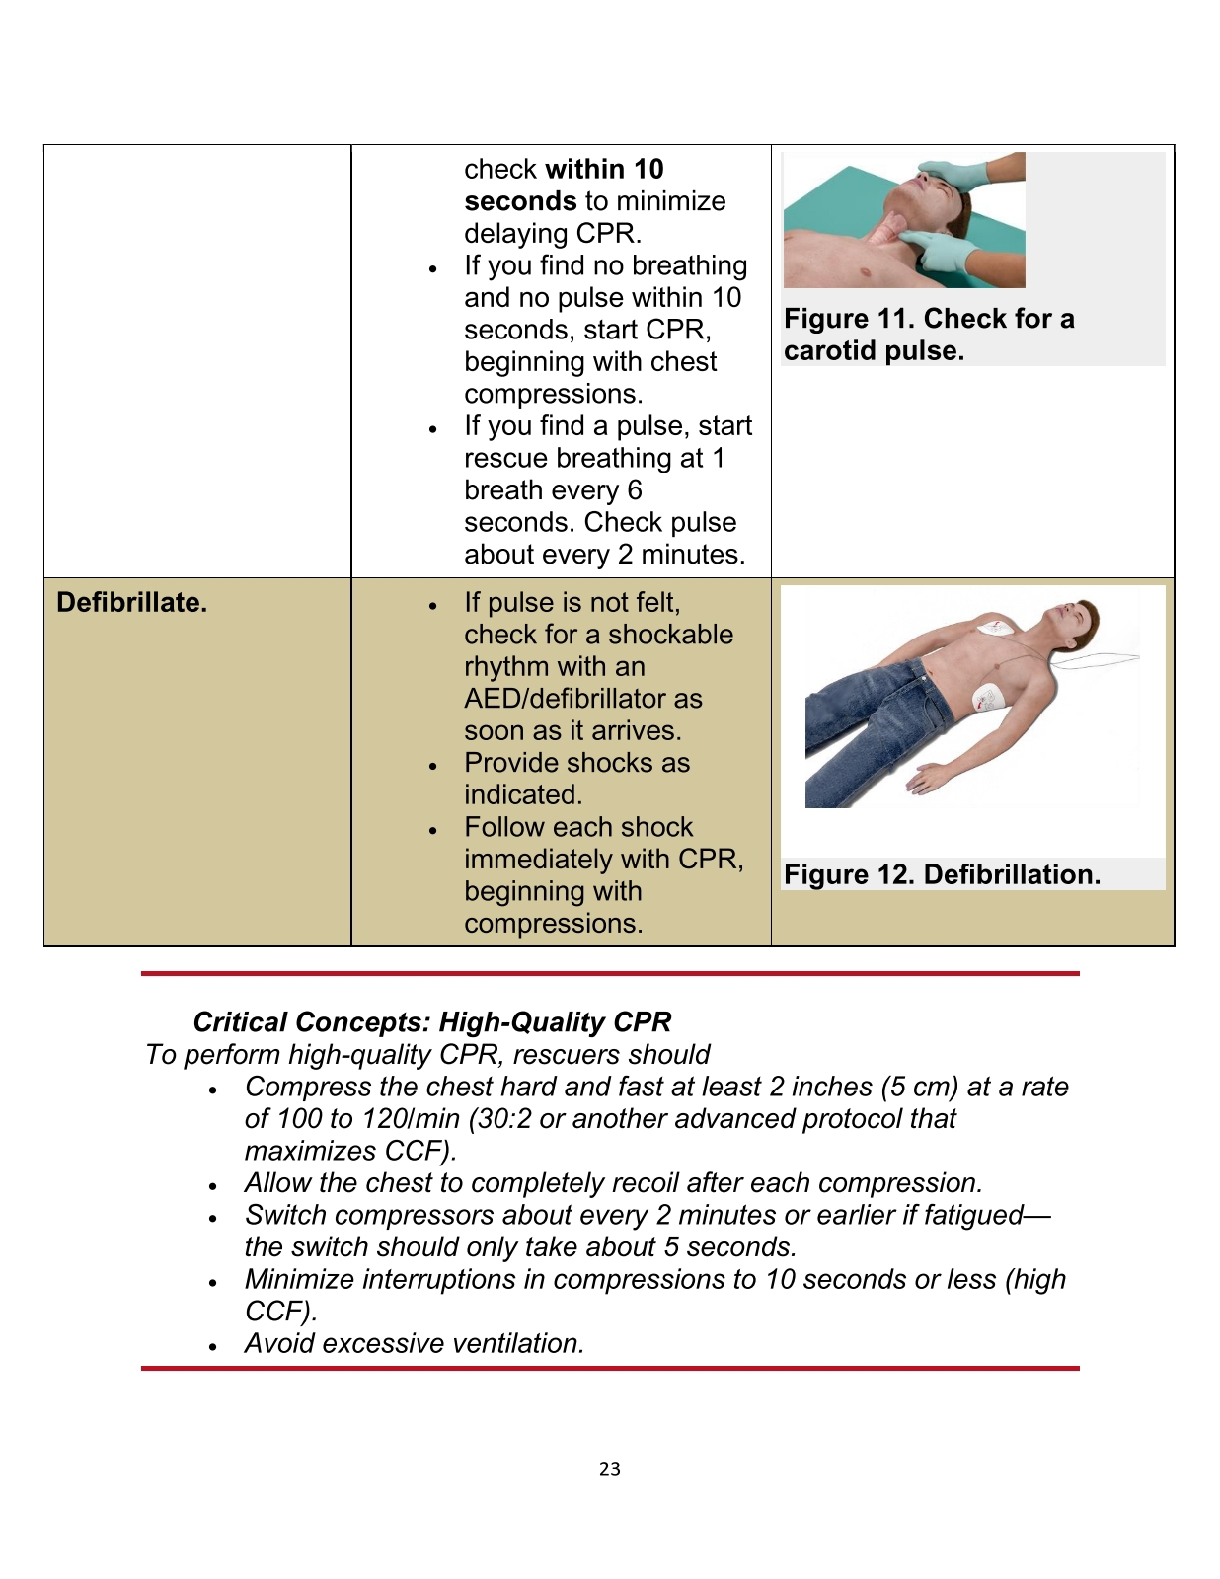 check within 10
seconds to minimize
delaying CPR.
• If you find no breathing
and no pulse within 10
seconds, start CPR,
beginning with chest
compressions.
• If you find a pulse, start
rescue breathing at 1
breath every 6
seconds. Check pulse
about every 2 minutes.
Figure 11. Check for a
carotid pulse.
Defibrillate.
• If pulse is not felt,
check for a shockable
rhythm with an
AED/defibrillator as
soon as it arrives.
• Provide shocks as
indicated.
• Follow each shock
immediately with CPR,
beginning with
compressions.
Figure 12. Defibrillation.
Critical Concepts: High-Quality CPR
To perform high-quality CPR, rescuers should
• Compress the chest hard and fast at least 2 inches (5 cm) at a rate
of 100 to 120/min (30:2 or another advanced protocol that
maximizes CCF).
• Allow the chest to completely recoil after each compression.
• Switch compressors about every 2 minutes or earlier if fatigued—
the switch should only take about 5 seconds.
• Minimize interruptions in compressions to 10 seconds or less (high
CCF).
• Avoid excessive ventilation.
23